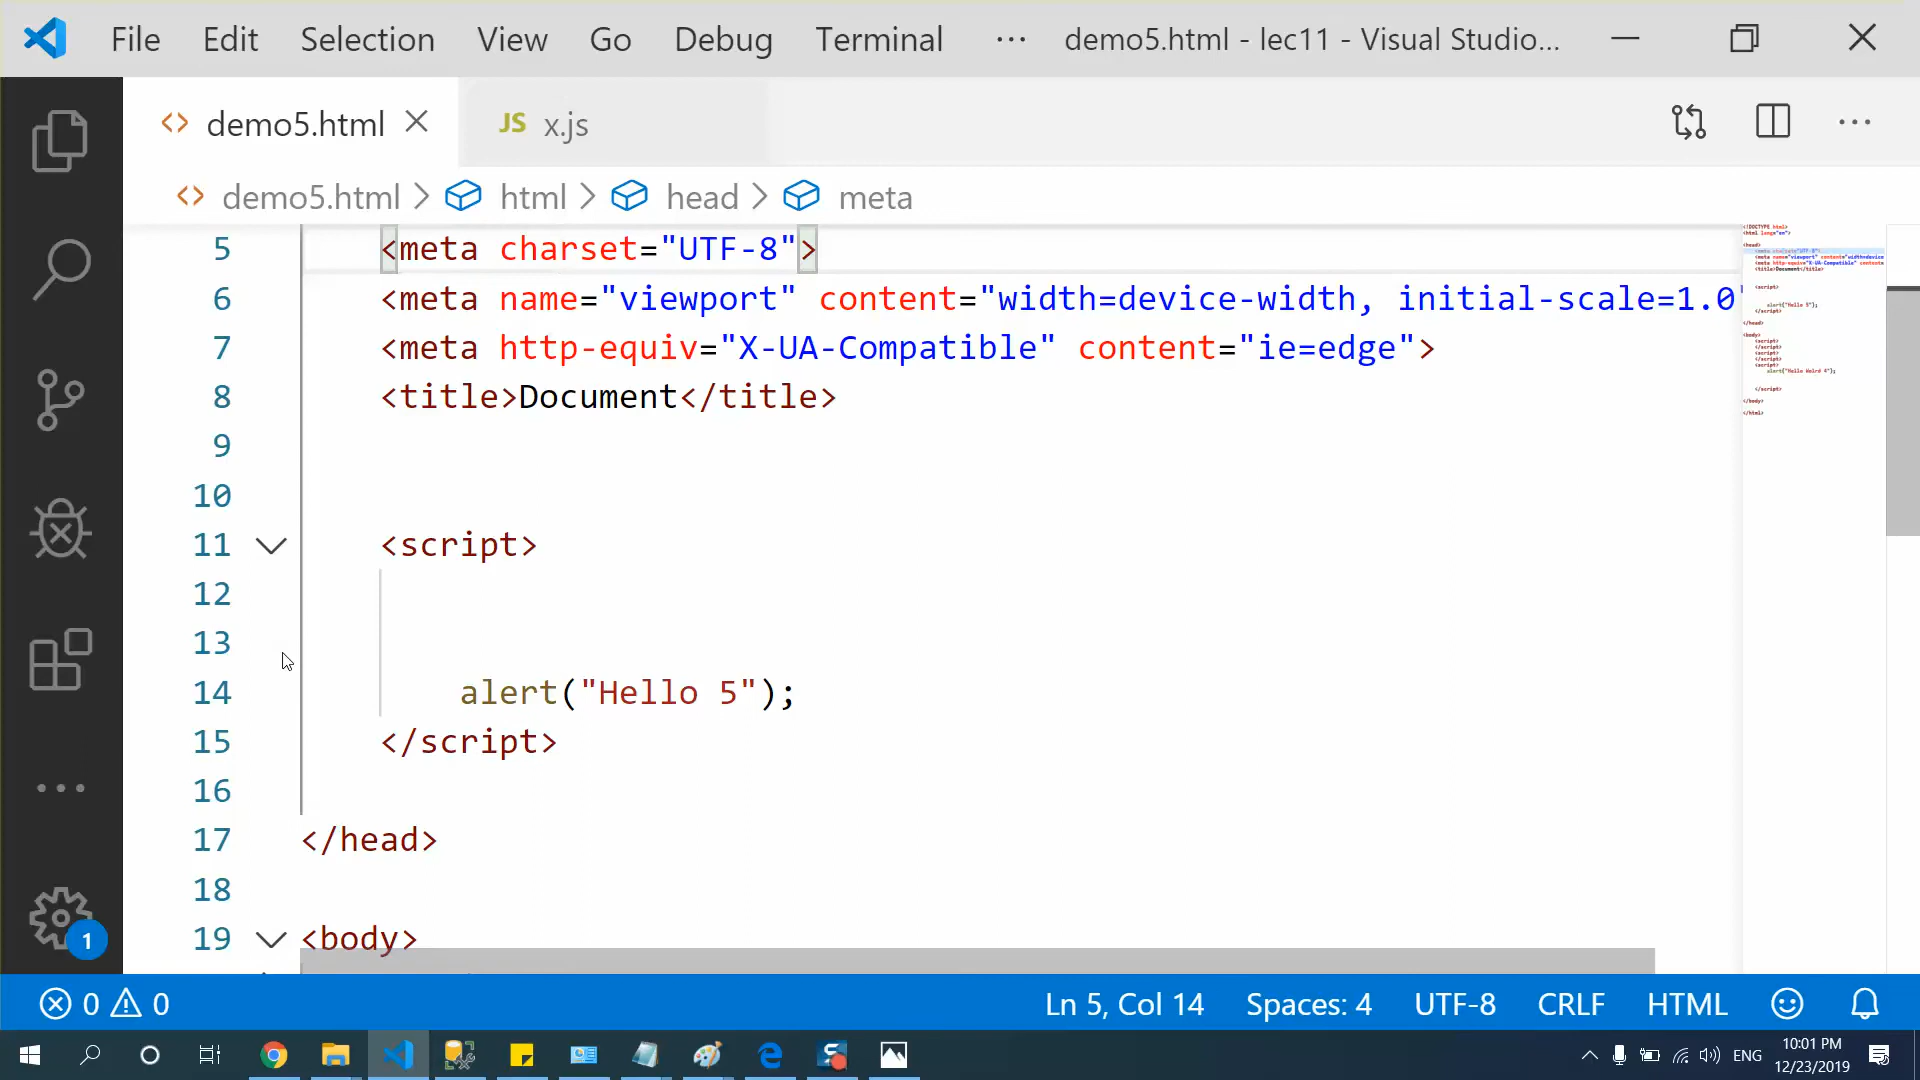 File Edit Selection View Go Debug Terminal ··· demo5.html - lec11 - Visual Studio...
demo5.html JS x.js ···
demo5.html > html > head > meta
5 <meta charset="UTF-8">
6 <meta name="viewport" content="width=device-width, initial-scale=1.0"
7 <meta http-equiv="X-UA-Compatible" content="ie=edge">
8 <title>Document</title>
9
10
11 <script>
12
13
14 alert("Hello 5");
15 </script>
16
17 </head>
18
19 <body>
1
0 0 Ln 5, Col 14 Spaces: 4 UTF-8 CRLF HTML
ENG 10:01 PM
12/23/2019